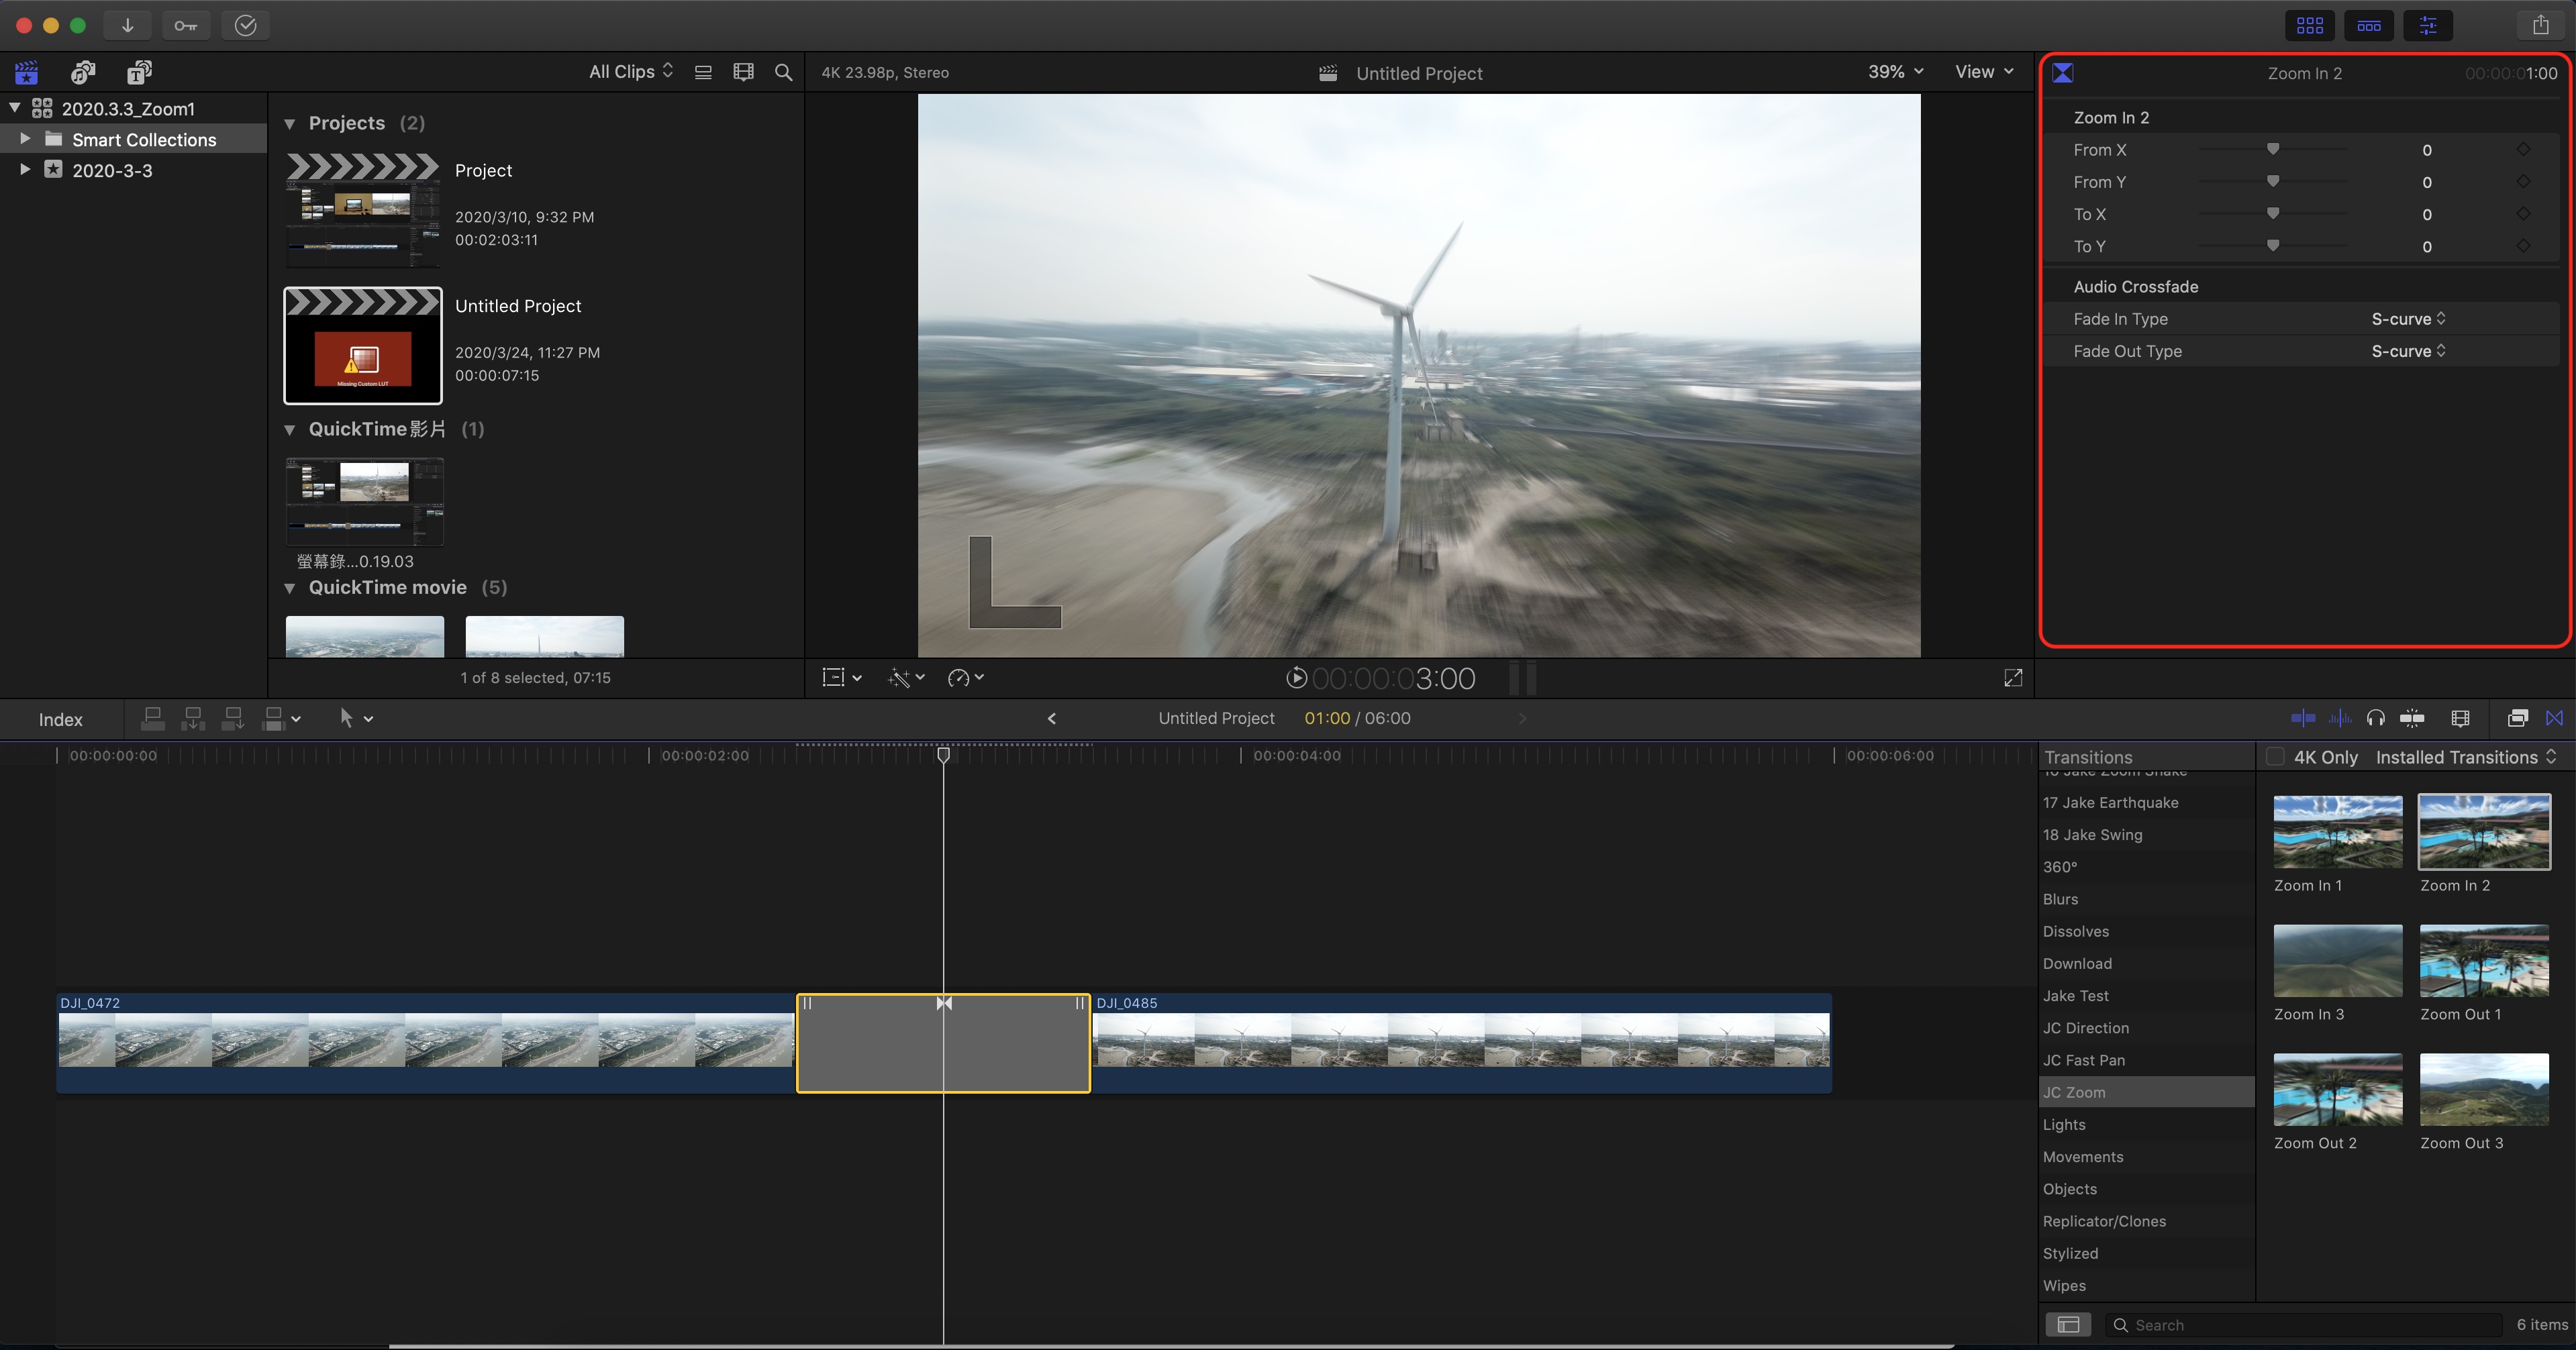 All Clips
4K 23.98p, Stereo
Untitled Project
39%
View
Zoom In 2
00:00:01:00
2020.3.3_Zoom1
Smart Collections
2020-3-3
Projects (2)
Project
2020/3/10, 9:32 PM
00:02:03:11
Untitled Project
2020/3/24, 11:27 PM
00:00:07:15
Missing Custom LUT
QuickTime影片 (1)
螢幕錄...0.19.03
QuickTime movie (5)
1 of 8 selected, 07:15
00:00:00:03:00
Zoom In 2
From X 0
From Y 0
To X 0
To Y 0
Audio Crossfade
Fade In Type S-curve
Fade Out Type S-curve
Index
Untitled Project 01:00 / 06:00
00:00:00:00
00:00:02:00
00:00:04:00
00:00:06:00
DJI_0472
DJI_0485
Transitions
4K Only
Installed Transitions
17 Jake Earthquake
18 Jake Swing
360°
Blurs
Dissolves
Download
Jake Test
JC Direction
JC Fast Pan
JC Zoom
Lights
Movements
Objects
Replicator/Clones
Stylized
Wipes
Zoom In 1
Zoom In 2
Zoom In 3
Zoom Out 1
Zoom Out 2
Zoom Out 3
Search
6 items